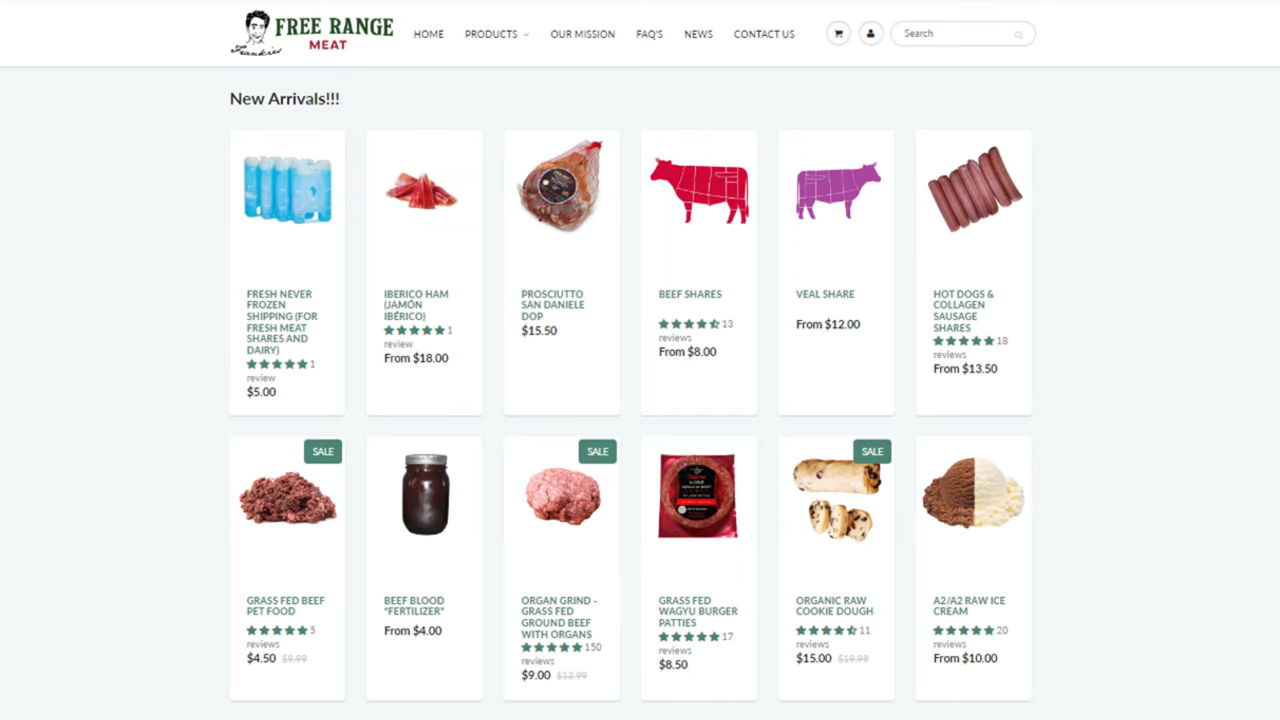 FREE RANGE
MEAT
Frankies
HOME
PRODUCTS
OUR MISSION
FAQ'S
NEWS
CONTACT US
Search
New Arrivals!!!
FRESH NEVER
FROZEN
SHIPPING (FOR
FRESH MEAT
SHARES AND
DAIRY)
1
review
$5.00
IBERICO HAM
(JAMÓN
IBÉRICO)
1
review
From $18.00
PROSCIUTTO
SAN DANIELE
DOP
$15.50
BEEF SHARES
13
reviews
From $8.00
VEAL SHARE
From $12.00
HOT DOGS &
COLLAGEN
SAUSAGE
SHARES
18
reviews
From $13.50
GRASS FED BEEF
PET FOOD
5
reviews
$4.50 $9.99
BEEF BLOOD
"FERTILIZER"
From $4.00
SALE
ORGAN GRIND -
GRASS FED
GROUND BEEF
WITH ORGANS
150
reviews
$9.00 $13.99
SALE
GRASS FED
WAGYU BURGER
PATTIES
17
reviews
$8.50
SALE
ORGANIC RAW
COOKIE DOUGH
11
reviews
$15.00 $19.99
A2/A2 RAW ICE
CREAM
20
reviews
From $10.00